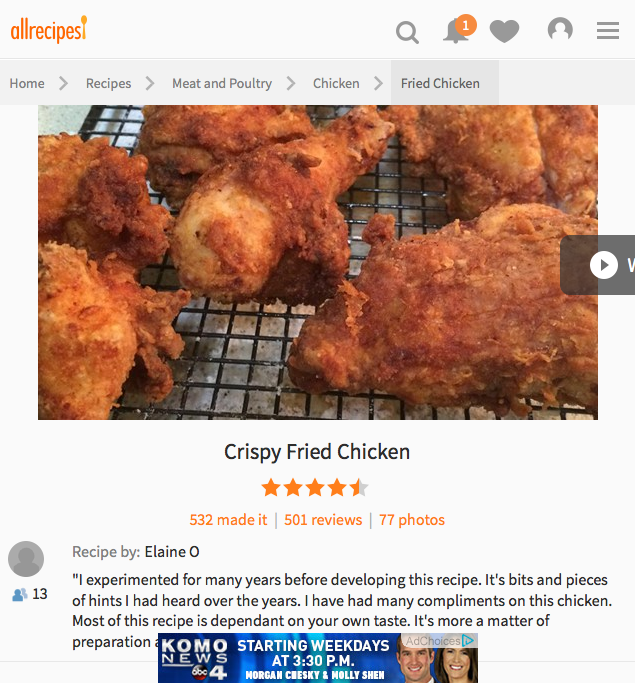 allrecipes
1
Home Recipes Meat and Poultry Chicken Fried Chicken
Crispy Fried Chicken
532 made it | 501 reviews | 77 photos
Recipe by: Elaine O
13
"I experimented for many years before developing this recipe. It's bits and pieces
of hints I had heard over the years. I have had many compliments on this chicken.
Most of this recipe is dependant on your own taste. It's more a matter of
preparation
KOMO NEWS abc 4
STARTING WEEKDAYS
AT 3:30 P.M.
MORGAN CHESKY & MOLLY SHEN
AdChoices